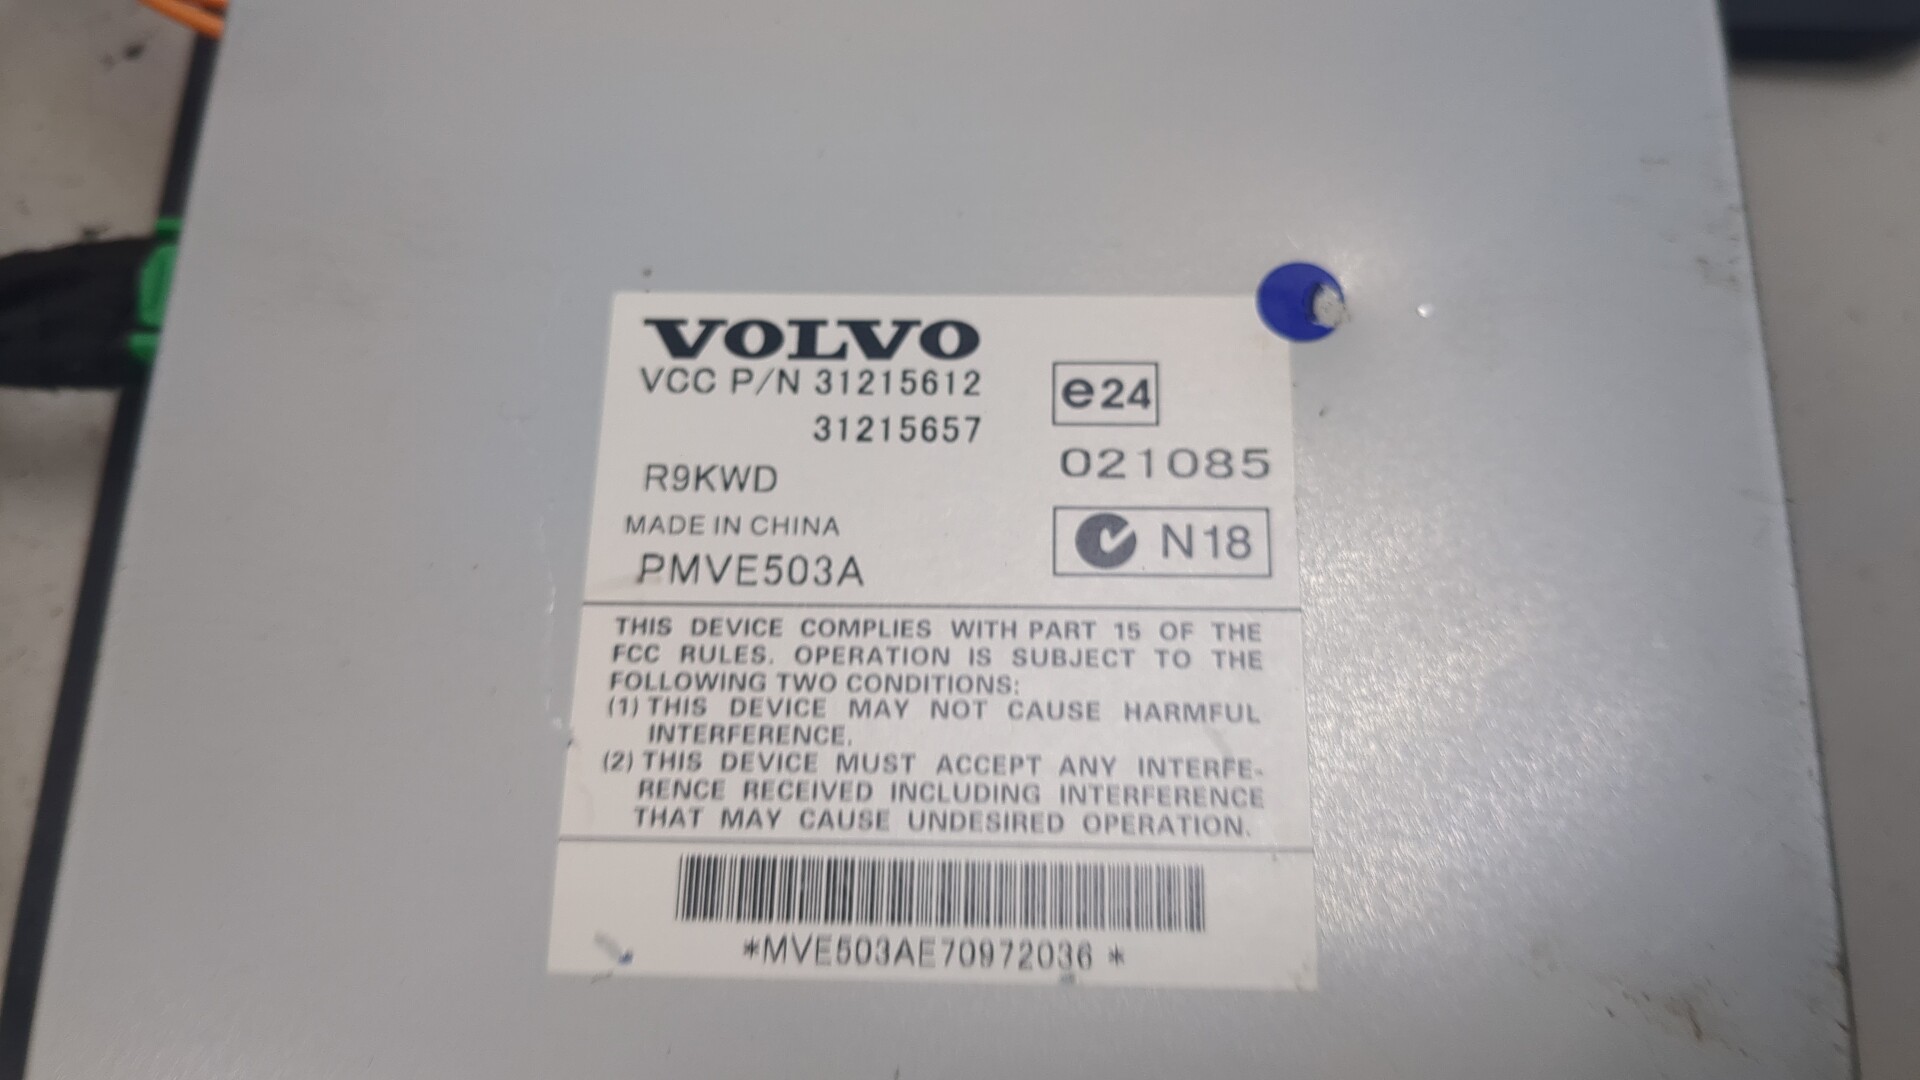 VOLVO
VCC P/N 31215612
31215657
R9KWD
MADE IN CHINA
PMVE503A
e24
021085
N18
THIS DEVICE COMPLIES WITH PART 15 OF THE
FCC RULES. OPERATION IS SUBJECT TO THE
FOLLOWING TWO CONDITIONS:
(1) THIS DEVICE MAY NOT CAUSE HARMFUL
INTERFERENCE.
(2) THIS DEVICE MUST ACCEPT ANY INTERFE-
RENCE RECEIVED INCLUDING INTERFERENCE
THAT MAY CAUSE UNDESIRED OPERATION.
*MVE503AE70972036 *